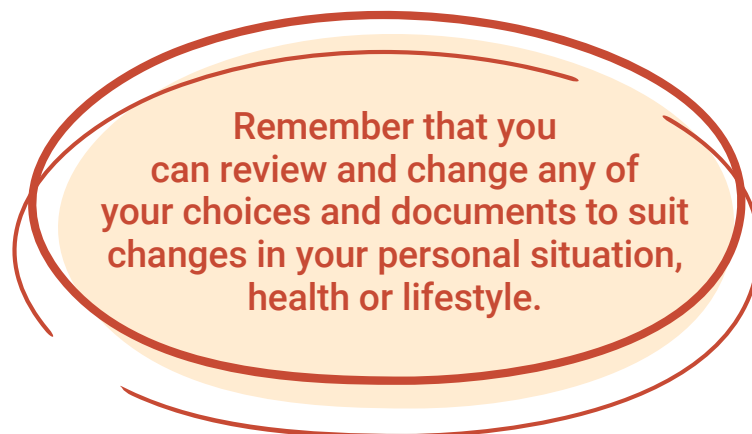 Remember that you
can review and change any of
your choices and documents to suit
changes in your personal situation,
health or lifestyle.